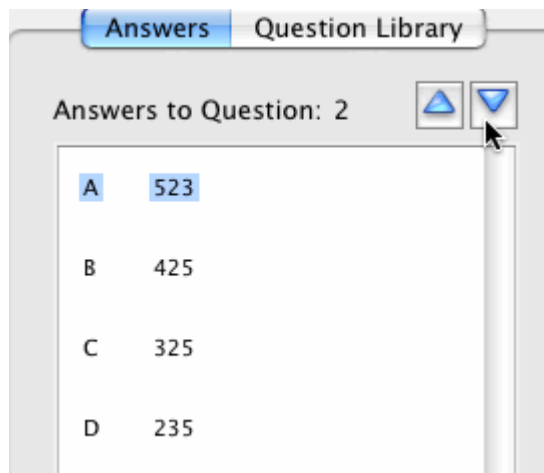 Answers Question Library
Answers to Question: 2
A 523
B 425
C 325
D 235